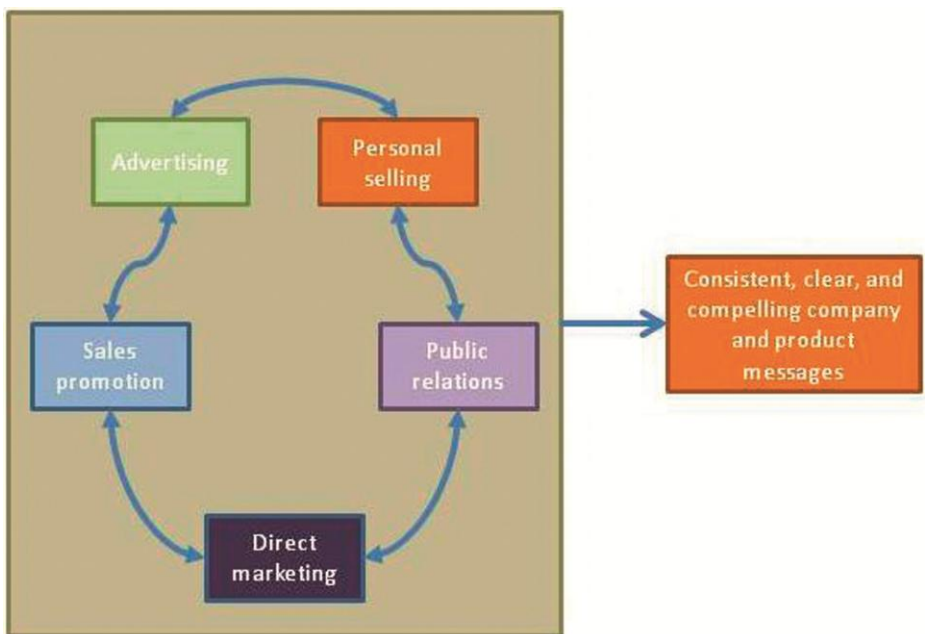 Advertising
Personal
selling
Sales
promotion
Public
relations
Direct
marketing
Consistent, clear, and
compelling company
and product
messages